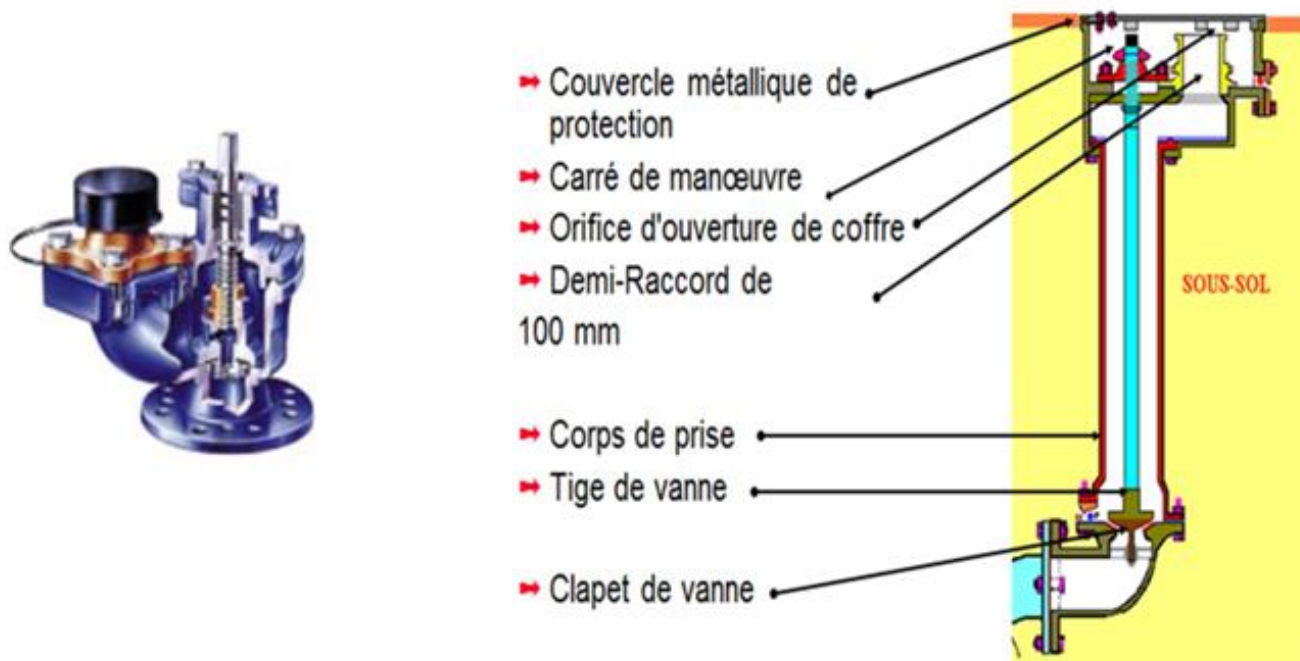 Couvercle métallique de
protection
Carré de manœuvre
Orifice d'ouverture de coffre
Demi-Raccord de
100 mm
SOUS-SOL
Corps de prise
Tige de vanne
Clapet de vanne